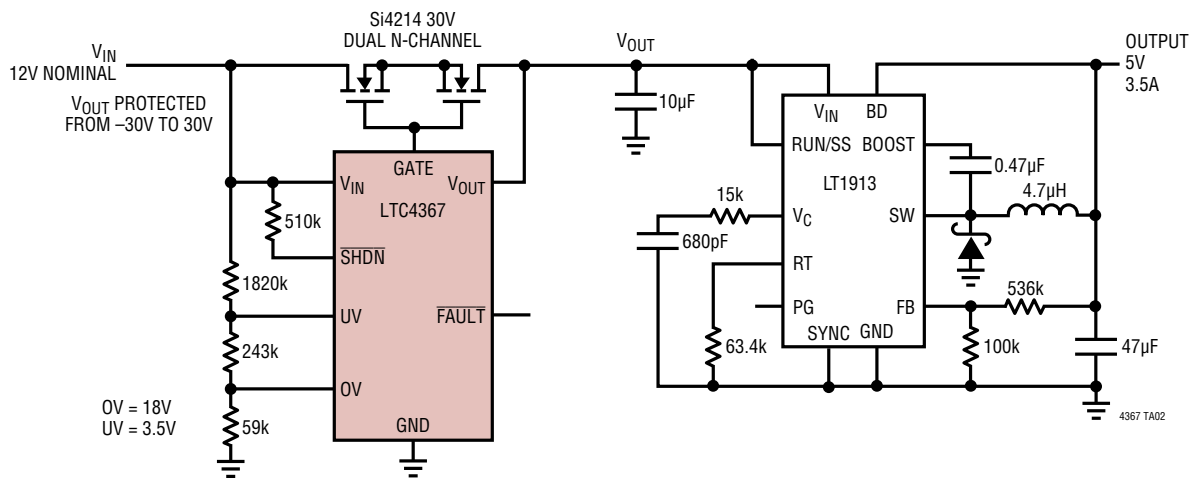 Si4214 30V
DUAL N-CHANNEL
VIN
12V NOMINAL
VOUT PROTECTED
FROM –30V TO 30V
VOUT
OUTPUT
5V
3.5A
10µF
GATE
VIN
VOUT
LTC4367
510k
SHDN
1820k
UV
FAULT
243k
OV
OV = 18V
UV = 3.5V
59k
GND
VIN
BD
RUN/SS
BOOST
LT1913
0.47µF
4.7µH
15k
VC
SW
680pF
RT
PG
FB
536k
SYNC
GND
63.4k
100k
47µF
4367 TA02